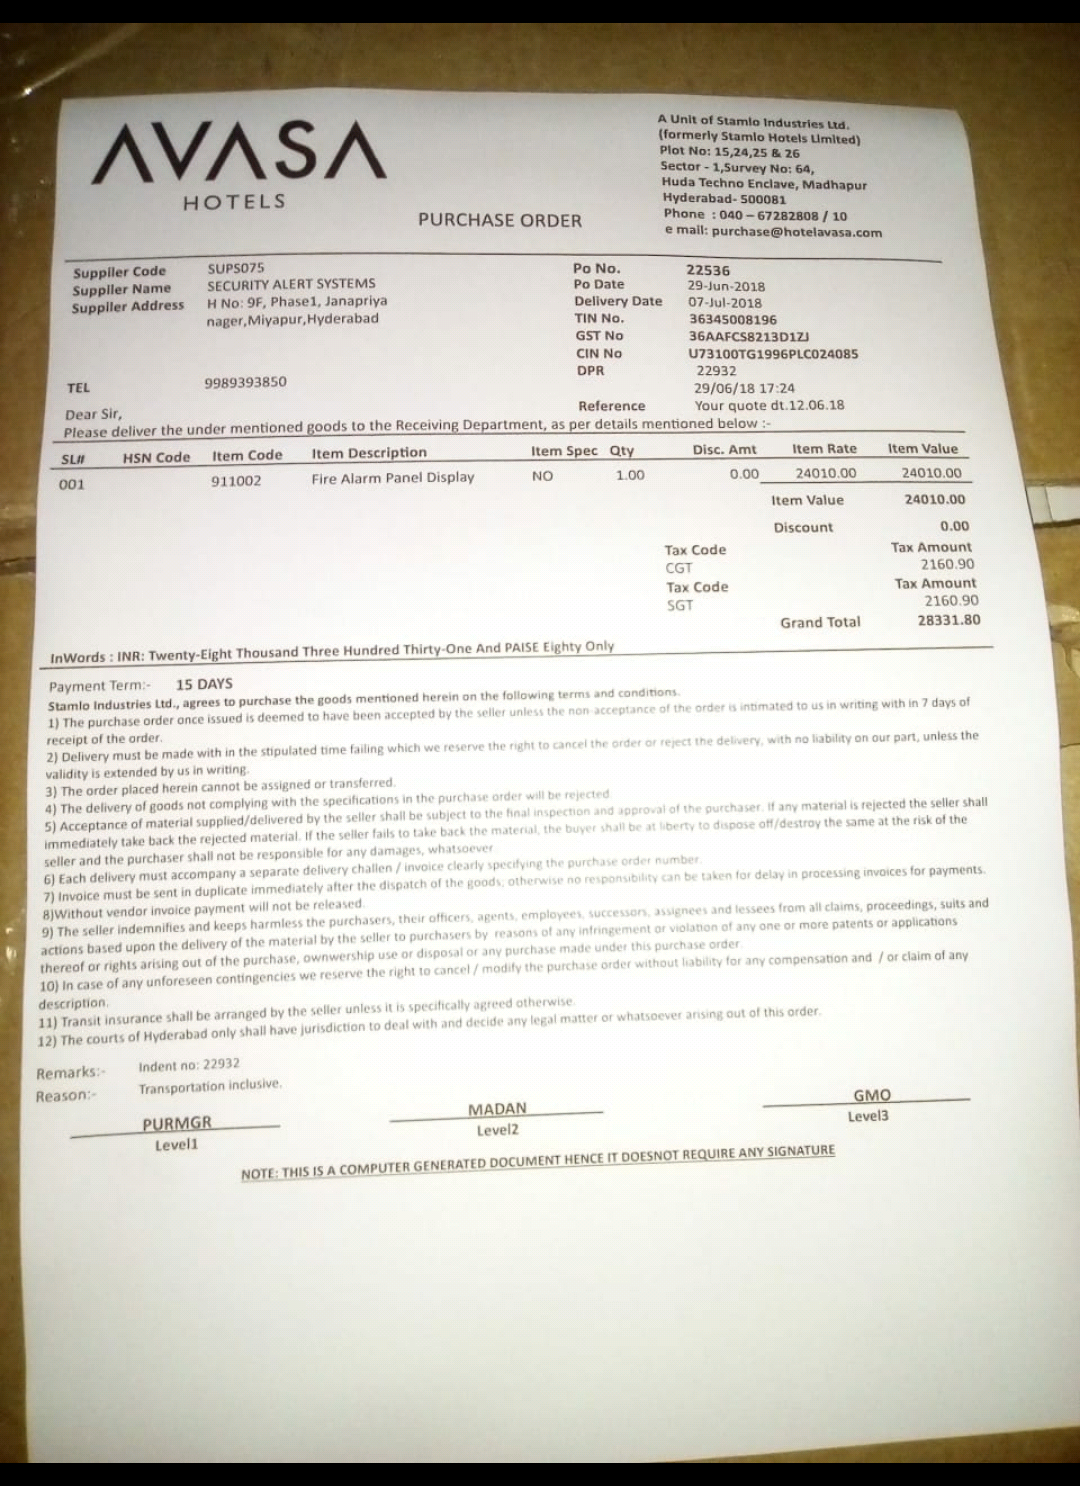 AVASA
HOTELS
A Unit of Stamlo Industries Ltd.
(formerly Stamlo Hotels Limited)
Plot No: 15,24,25 & 26
Sector - 1,Survey No: 64,
Huda Techno Enclave, Madhapur
Hyderabad- 500081
Phone : 040 – 67282808 / 10
e mail: purchase@hotelavasa.com
PURCHASE ORDER
Supplier Code SUPS075
Supplier Name SECURITY ALERT SYSTEMS
Supplier Address H No: 9F, Phase1, Janapriya
nager,Miyapur,Hyderabad
TEL 9989393850
Po No. 22536
Po Date 29-Jun-2018
Delivery Date 07-Jul-2018
TIN No. 36345008196
GST No 36AAFCS8213D1ZJ
CIN No U73100TG1996PLC024085
DPR 22932
29/06/18 17:24
Reference Your quote dt.12.06.18
Dear Sir,
Please deliver the under mentioned goods to the Receiving Department, as per details mentioned below :-
SL# HSN Code Item Code Item Description Item Spec Qty Disc. Amt Item Rate Item Value
001 911002 Fire Alarm Panel Display NO 1.00 0.00 24010.00 24010.00
Item Value 24010.00
Discount 0.00
Tax Code Tax Amount
CGT 2160.90
Tax Code Tax Amount
SGT 2160.90
Grand Total 28331.80
InWords : INR: Twenty-Eight Thousand Three Hundred Thirty-One And PAISE Eighty Only
Payment Term:- 15 DAYS
Stamlo Industries Ltd., agrees to purchase the goods mentioned herein on the following terms and conditions.
1) The purchase order once issued is deemed to have been accepted by the seller unless the non-acceptance of the order is intimated to us in writing with in 7 days of
receipt of the order.
2) Delivery must be made with in the stipulated time failing which we reserve the right to cancel the order or reject the delivery, with no liability on our part, unless the
validity is extended by us in writing.
3) The order placed herein cannot be assigned or transferred.
4) The delivery of goods not complying with the specifications in the purchase order will be rejected.
5) Acceptance of material supplied/delivered by the seller shall be subject to the final inspection and approval of the purchaser. If any material is rejected the seller shall
immediately take back the rejected material. If the seller fails to take back the material, the buyer shall be at liberty to dispose off/destroy the same at the risk of the
seller and the purchaser shall not be responsible for any damages, whatsoever
6) Each delivery must accompany a separate delivery challen / invoice clearly specifying the purchase order number.
7) Invoice must be sent in duplicate immediately after the dispatch of the goods; otherwise no responsibility can be taken for delay in processing invoices for payments.
8)Without vendor invoice payment will not be released.
9) The seller indemnifies and keeps harmless the purchasers, their officers, agents, employees, successors, assignees and lessees from all claims, proceedings, suits and
actions based upon the delivery of the material by the seller to purchasers by reasons of any infringement or violation of any one or more patents or applications
thereof or rights arising out of the purchase, ownwership use or disposal or any purchase made under this purchase order.
10) In case of any unforeseen contingencies we reserve the right to cancel / modify the purchase order without liability for any compensation and / or claim of any
description.
11) Transit insurance shall be arranged by the seller unless it is specifically agreed otherwise.
12) The courts of Hyderabad only shall have jurisdiction to deal with and decide any legal matter or whatsoever arising out of this order.
Remarks:- Indent no: 22932
Reason:- Transportation inclusive.
PURMGR MADAN GMO
Level1 Level2 Level3
NOTE: THIS IS A COMPUTER GENERATED DOCUMENT HENCE IT DOESNOT REQUIRE ANY SIGNATURE